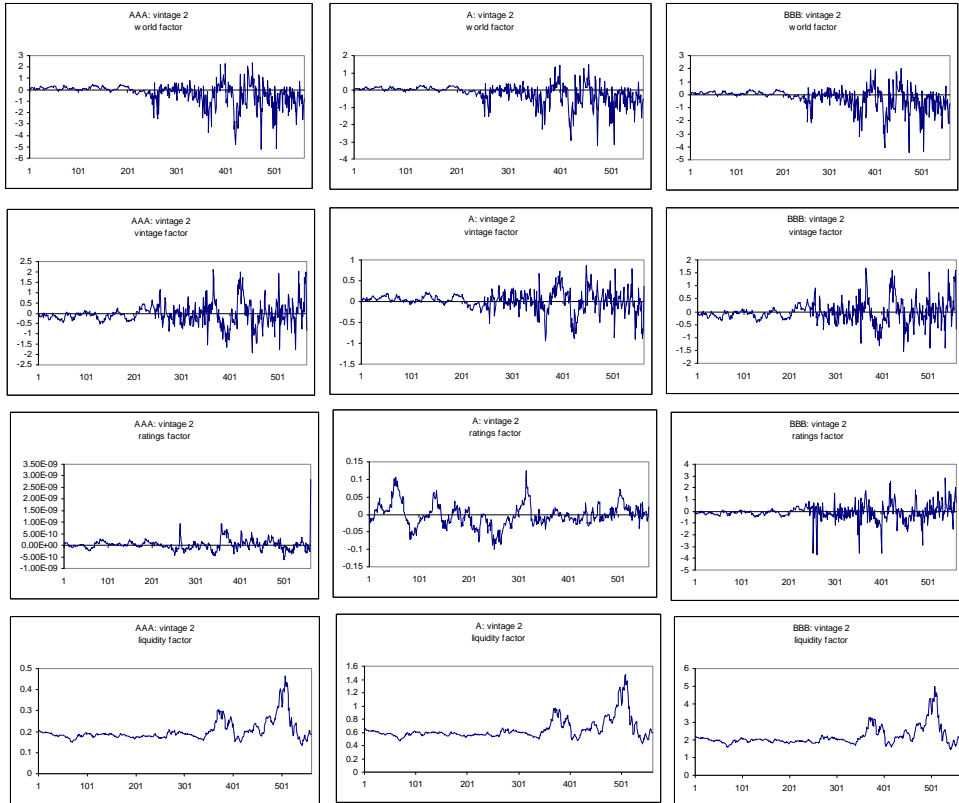 AAA: vintage 2
world factor
3
2
1
0
-1
-2
-3
-4
-5
-6
1 101 201 301 401 501
A: vintage 2
world factor
2
1
0
-1
-2
-3
-4
1 101 201 301 401 501
BBB: vintage 2
world factor
3
2
1
0
-1
-2
-3
-4
-5
1 101 201 301 401 501
AAA: vintage 2
vintage factor
2.5
2
1.5
1
0.5
0
-0.5
-1
-1.5
-2
-2.5
1 101 201 301 401 501
A: vintage 2
vintage factor
1
0.5
0
-0.5
-1
-1.5
1 101 201 301 401 501
BBB: vintage 2
vintage factor
2
1.5
1
0.5
0
-0.5
-1
-1.5
-2
1 101 201 301 401 501
AAA: vintage 2
ratings factor
3.50E-09
3.00E-09
2.50E-09
2.00E-09
1.50E-09
1.00E-09
5.00E-10
0.00E+00
-5.00E-10
-1.00E-09
1 101 201 301 401 501
A: vintage 2
ratings factor
0.15
0.1
0.05
0
-0.05
-0.1
-0.15
1 101 201 301 401 501
BBB: vintage 2
ratings factor
4
3
2
1
0
-1
-2
-3
-4
-5
1 101 201 301 401 501
AAA: vintage 2
liquidity factor
0.5
0.4
0.3
0.2
0.1
0
1 101 201 301 401 501
A: vintage 2
liquidity factor
1.6
1.4
1.2
1
0.8
0.6
0.4
0.2
0
1 101 201 301 401 501
BBB: vintage 2
liquidity factor
6
5
4
3
2
1
0
1 101 201 301 401 501